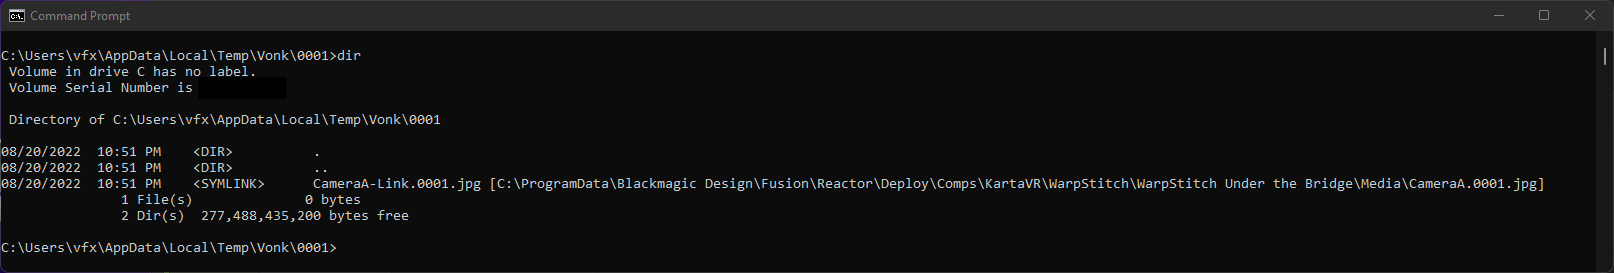 Command Prompt
C:\Users\vfx\AppData\Local\Temp\Vonk\0001>dir
 Volume in drive C has no label.
 Volume Serial Number is
 Directory of C:\Users\vfx\AppData\Local\Temp\Vonk\0001
08/20/2022  10:51 PM    <DIR>          .
08/20/2022  10:51 PM    <DIR>          ..
08/20/2022  10:51 PM    <SYMLINK>      CameraA-Link.0001.jpg [C:\ProgramData\Blackmagic Design\Fusion\Reactor\Deploy\Comps\KartaVR\WarpStitch\WarpStitch Under the Bridge\Media\CameraA.0001.jpg]
               1 File(s)              0 bytes
               2 Dir(s)  277,488,435,200 bytes free
C:\Users\vfx\AppData\Local\Temp\Vonk\0001>